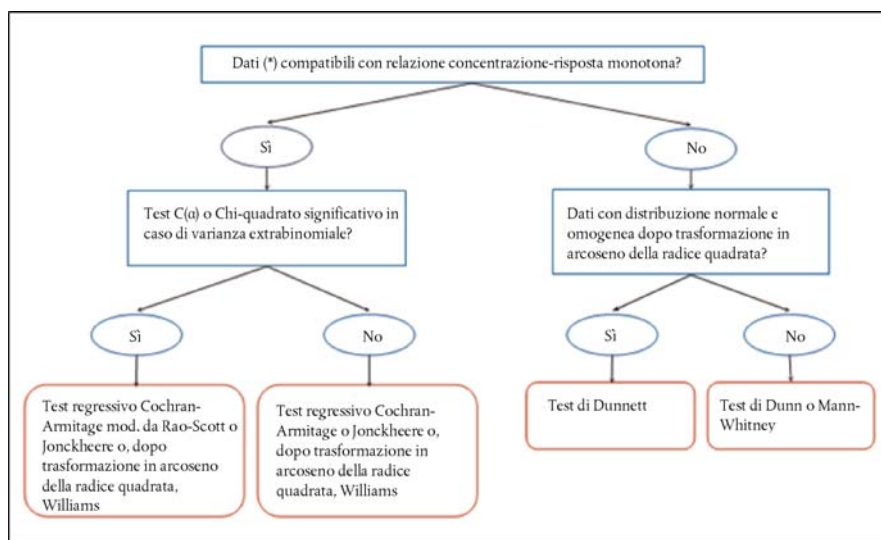 Dati (*) compatibili con relazione concentrazione-risposta monotona?
Sì
No
Test C(α) o Chi-quadrato significativo in
caso di varianza extrabinomiale?
Dati con distribuzione normale e
omogenea dopo trasformazione in
arcoseno della radice quadrata?
Sì
No
Sì
No
Test regressivo Cochran-
Armitage mod. da Rao-Scott o
Jonckheere o, dopo
trasformazione in arcoseno
della radice quadrata,
Williams
Test regressivo Cochran-
Armitage o Jonckheere o,
dopo trasformazione in
arcoseno della radice
quadrata, Williams
Test di Dunnett
Test di Dunn o Mann-
Whitney